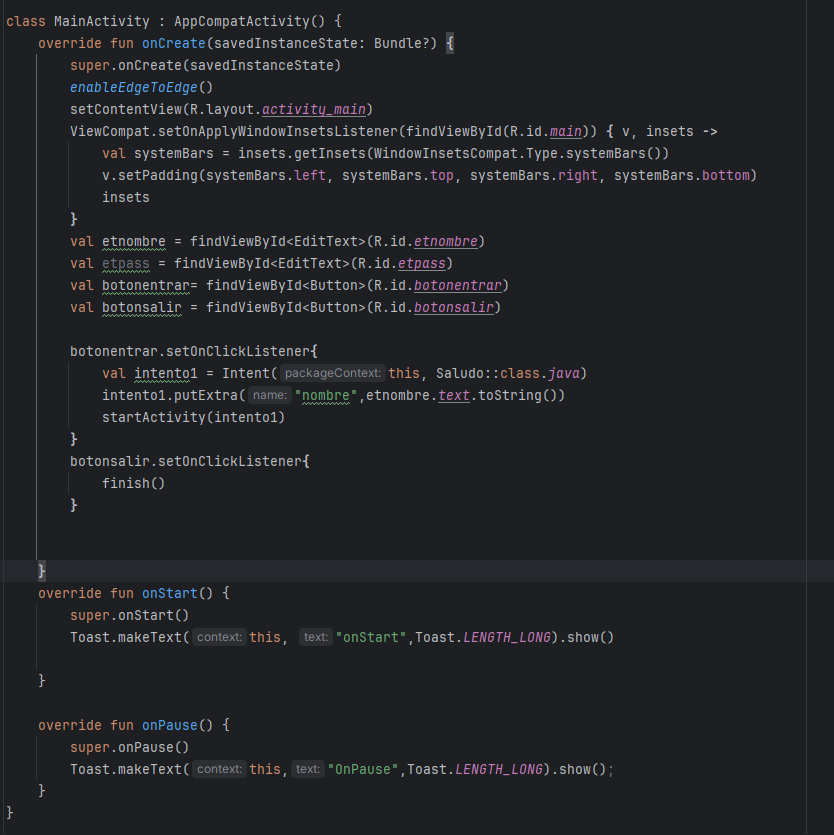 class MainActivity : AppCompatActivity() {
    override fun onCreate(savedInstanceState: Bundle?) {
        super.onCreate(savedInstanceState)
        enableEdgeToEdge()
        setContentView(R.layout.activity_main)
        ViewCompat.setOnApplyWindowInsetsListener(findViewById(R.id.main)) { v, insets ->
            val systemBars = insets.getInsets(WindowInsetsCompat.Type.systemBars())
            v.setPadding(systemBars.left, systemBars.top, systemBars.right, systemBars.bottom)
            insets
        }
        val etnombre = findViewById<EditText>(R.id.etnombre)
        val etpass = findViewById<EditText>(R.id.etpass)
        val botonentrar= findViewById<Button>(R.id.botonentrar)
        val botonsalir = findViewById<Button>(R.id.botonsalir)
        botonentrar.setOnClickListener{
            val intento1 = Intent( packageContext: this, Saludo::class.java)
            intento1.putExtra( name: "nombre",etnombre.text.toString())
            startActivity(intento1)
        }
        botonsalir.setOnClickListener{
            finish()
        }
    }
    override fun onStart() {
        super.onStart()
        Toast.makeText( context: this, text: "onStart",Toast.LENGTH_LONG).show()
    }
    override fun onPause() {
        super.onPause()
        Toast.makeText( context: this, text: "OnPause",Toast.LENGTH_LONG).show();
    }
}